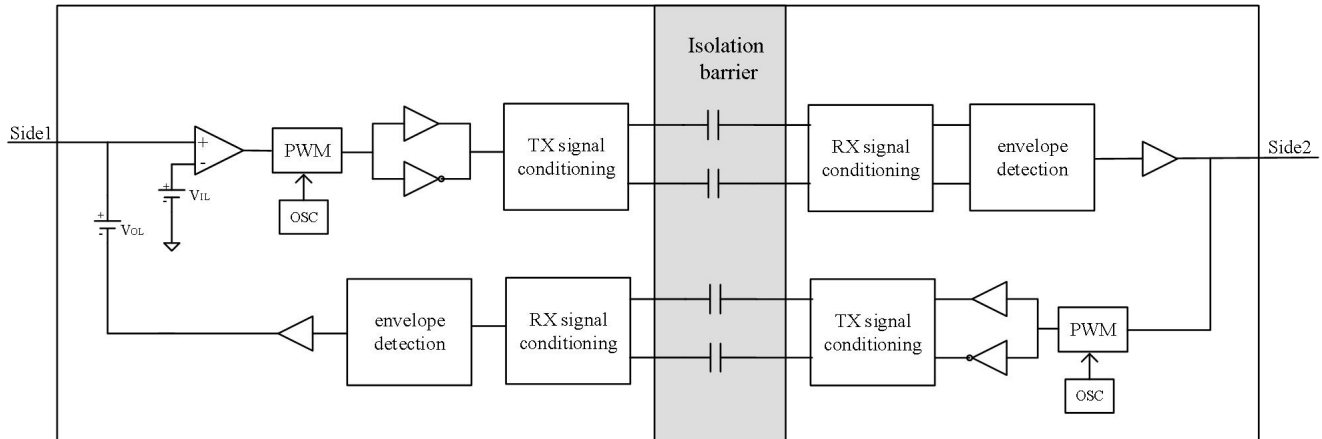 Isolation
barrier
Side1
+
-
PWM
TX signal
conditioning
RX signal
conditioning
envelope
detection
Side2
+
-
VIL
OSC
+
-
VOL
envelope
detection
RX signal
conditioning
TX signal
conditioning
PWM
OSC